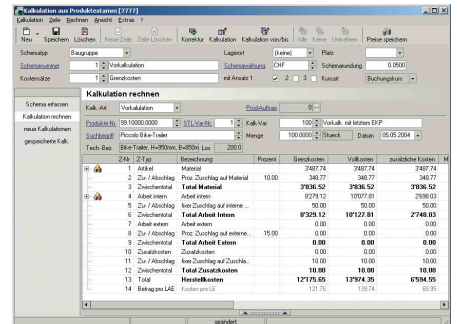 Kalkulation aus Produktestamm [7777]
Kalkulation Zeile Rechnen Ansicht Extras ?
Neu Speichern Löschen Neue Zeile Zeile Löschen Korrektur Kalkulation Kalkulation von/bis Alle Keine Umkehren Preise speichern
Schematyp Baugruppe Lagerort (keine) Platz
Schemanummer 1 Vorkalkulation Schemawährung CHF Schemarundung 0.0500
Kostensätze 1 Grenzkosten mit Ansatz 1 2 3 Kursart Buchungskurs
Kalkulation rechnen
Schema erfassen
Kalkulation rechnen
neue Kalkulationen
gespeicherte Kalk.
Kalk.-Art Vorkalkulation Prod-Auftrag 0
Produkte-Nr. 99.10000.0000 STL-Var-Nr. 1 Kalk-Var. 100 Vorkalk. mit letztem EKP
Suchbegriff Piccolo Bike-Trailer Menge 100.0000 Stueck Datum 05.05.2004
Tech.-Bez. Bike-Trailer, H=950mm, B=850m Los 200.0
Z-Nr Z-Typ Bezeichnung Prozent Grenzkosten Vollkosten zusätzliche Kosten M
1 Artikel Material 3'487.74 3'487.74 3'487.74
2 Zu- / Abschlag Proz. Zuschlag auf Material 10.00 348.77 348.77 348.77
3 Zwischentotal Total Material 3'836.52 3'836.52 3'836.52
4 Arbeit intern Arbeit intern 8'279.12 10'077.81 2'698.03
5 Zu- / Abschlag fixer Zuschlag auf interne ... 50.00 50.00 50.00
6 Zwischentotal Total Arbeit Intern 8'329.12 10'127.81 2'748.03
7 Arbeit extern Arbeit extern 0.00 0.00 0.00
8 Zu- / Abschlag Proz. Zuschlag auf externe... 15.00 0.00 0.00 0.00
9 Zwischentotal Total Arbeit Extern 0.00 0.00 0.00
10 Zusatzkosten Zusatzkosten 0.00 0.00 0.00
11 Zu- / Abschlag fixer Zuschlag auf Zuschla... 10.00 10.00 10.00
12 Zwischentotal Total Zusatzkosten 10.00 10.00 10.00
13 Total Herstellkosten 12'175.65 13'974.35 6'594.55
14 Betrag pro LAE Kosten pro LE 121.76 139.74 65.95
geändert